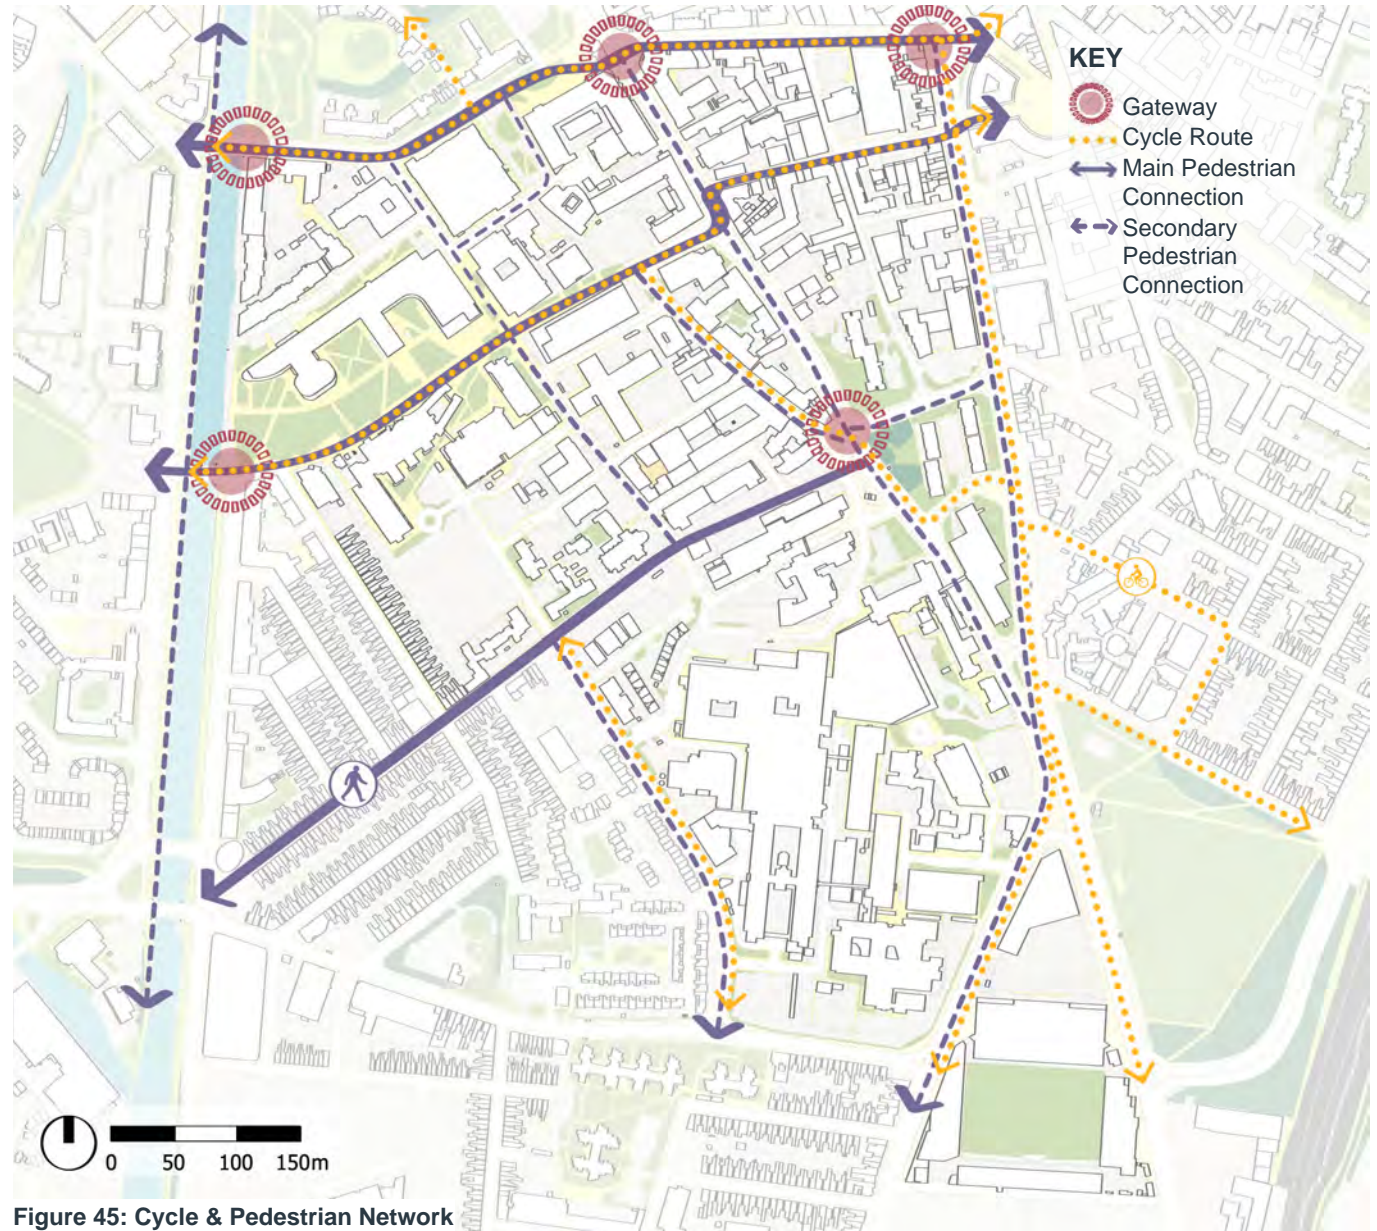 KEY
Gateway
Cycle Route
Main Pedestrian
Connection
Secondary
Pedestrian
Connection
0 50 100 150m
Figure 45: Cycle & Pedestrian Network